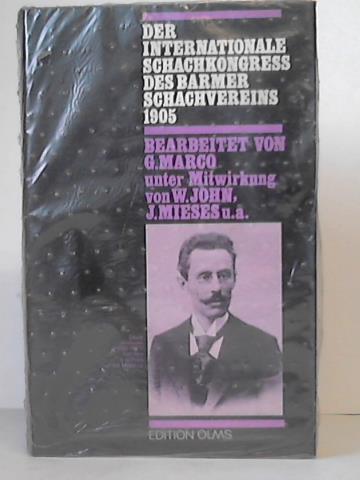 DER
INTERNATIONALE
SCHACHKONGRESS
DES BARMER
SCHACHVEREINS
1905
BEARBEITET VON
G. MARCO
unter Mitwirkung
von W. JOHN,
J. MIESES u.a.
EDITION OLMS